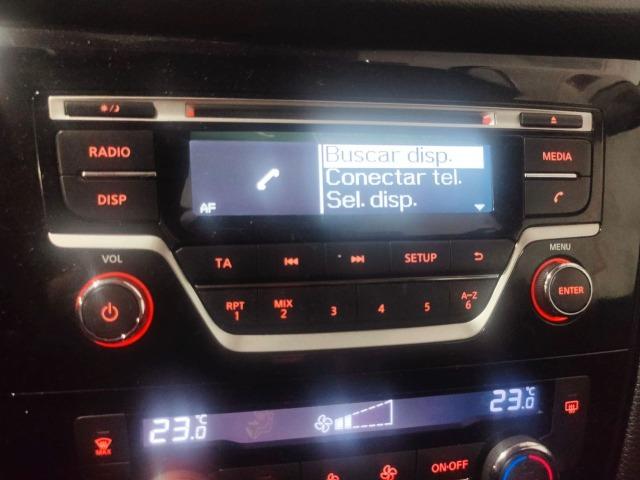 RADIO
DISP
AF
Buscar disp.
Conectar tel.
Sel. disp.
MEDIA
VOL
TA
SETUP
MENU
ENTER
RPT
1
MIX
2
3
4
5
A-Z
6
23.0°C
23.0°C
MAX
ON·OFF